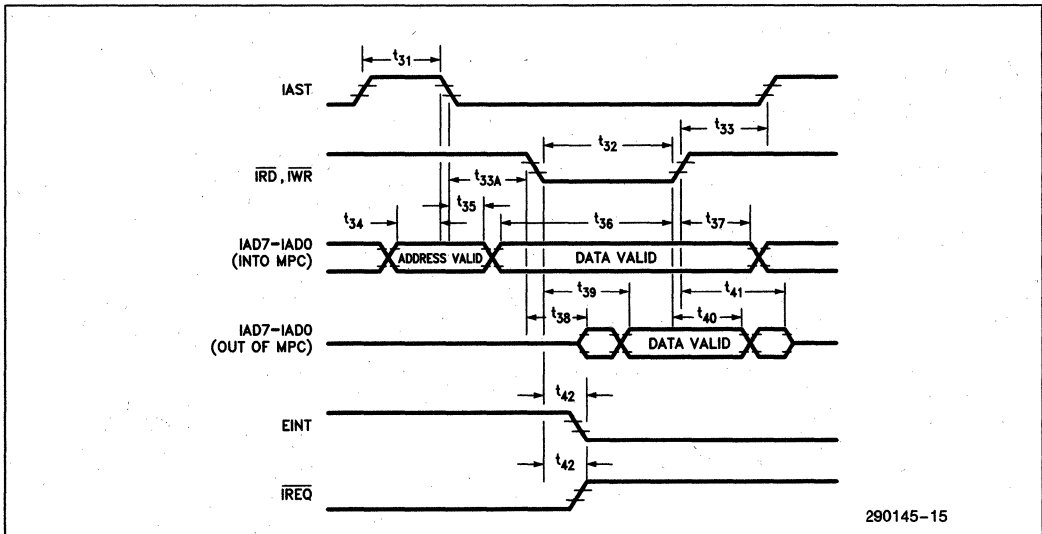 t31
IAST
t33
t32
IRD, IWR
t33A
t35
t34
t36
t37
IAD7–IAD0
(INTO MPC)
ADDRESS VALID
DATA VALID
t39
t41
t38
t40
IAD7–IAD0
(OUT OF MPC)
DATA VALID
t42
EINT
t42
IREQ
290145–15